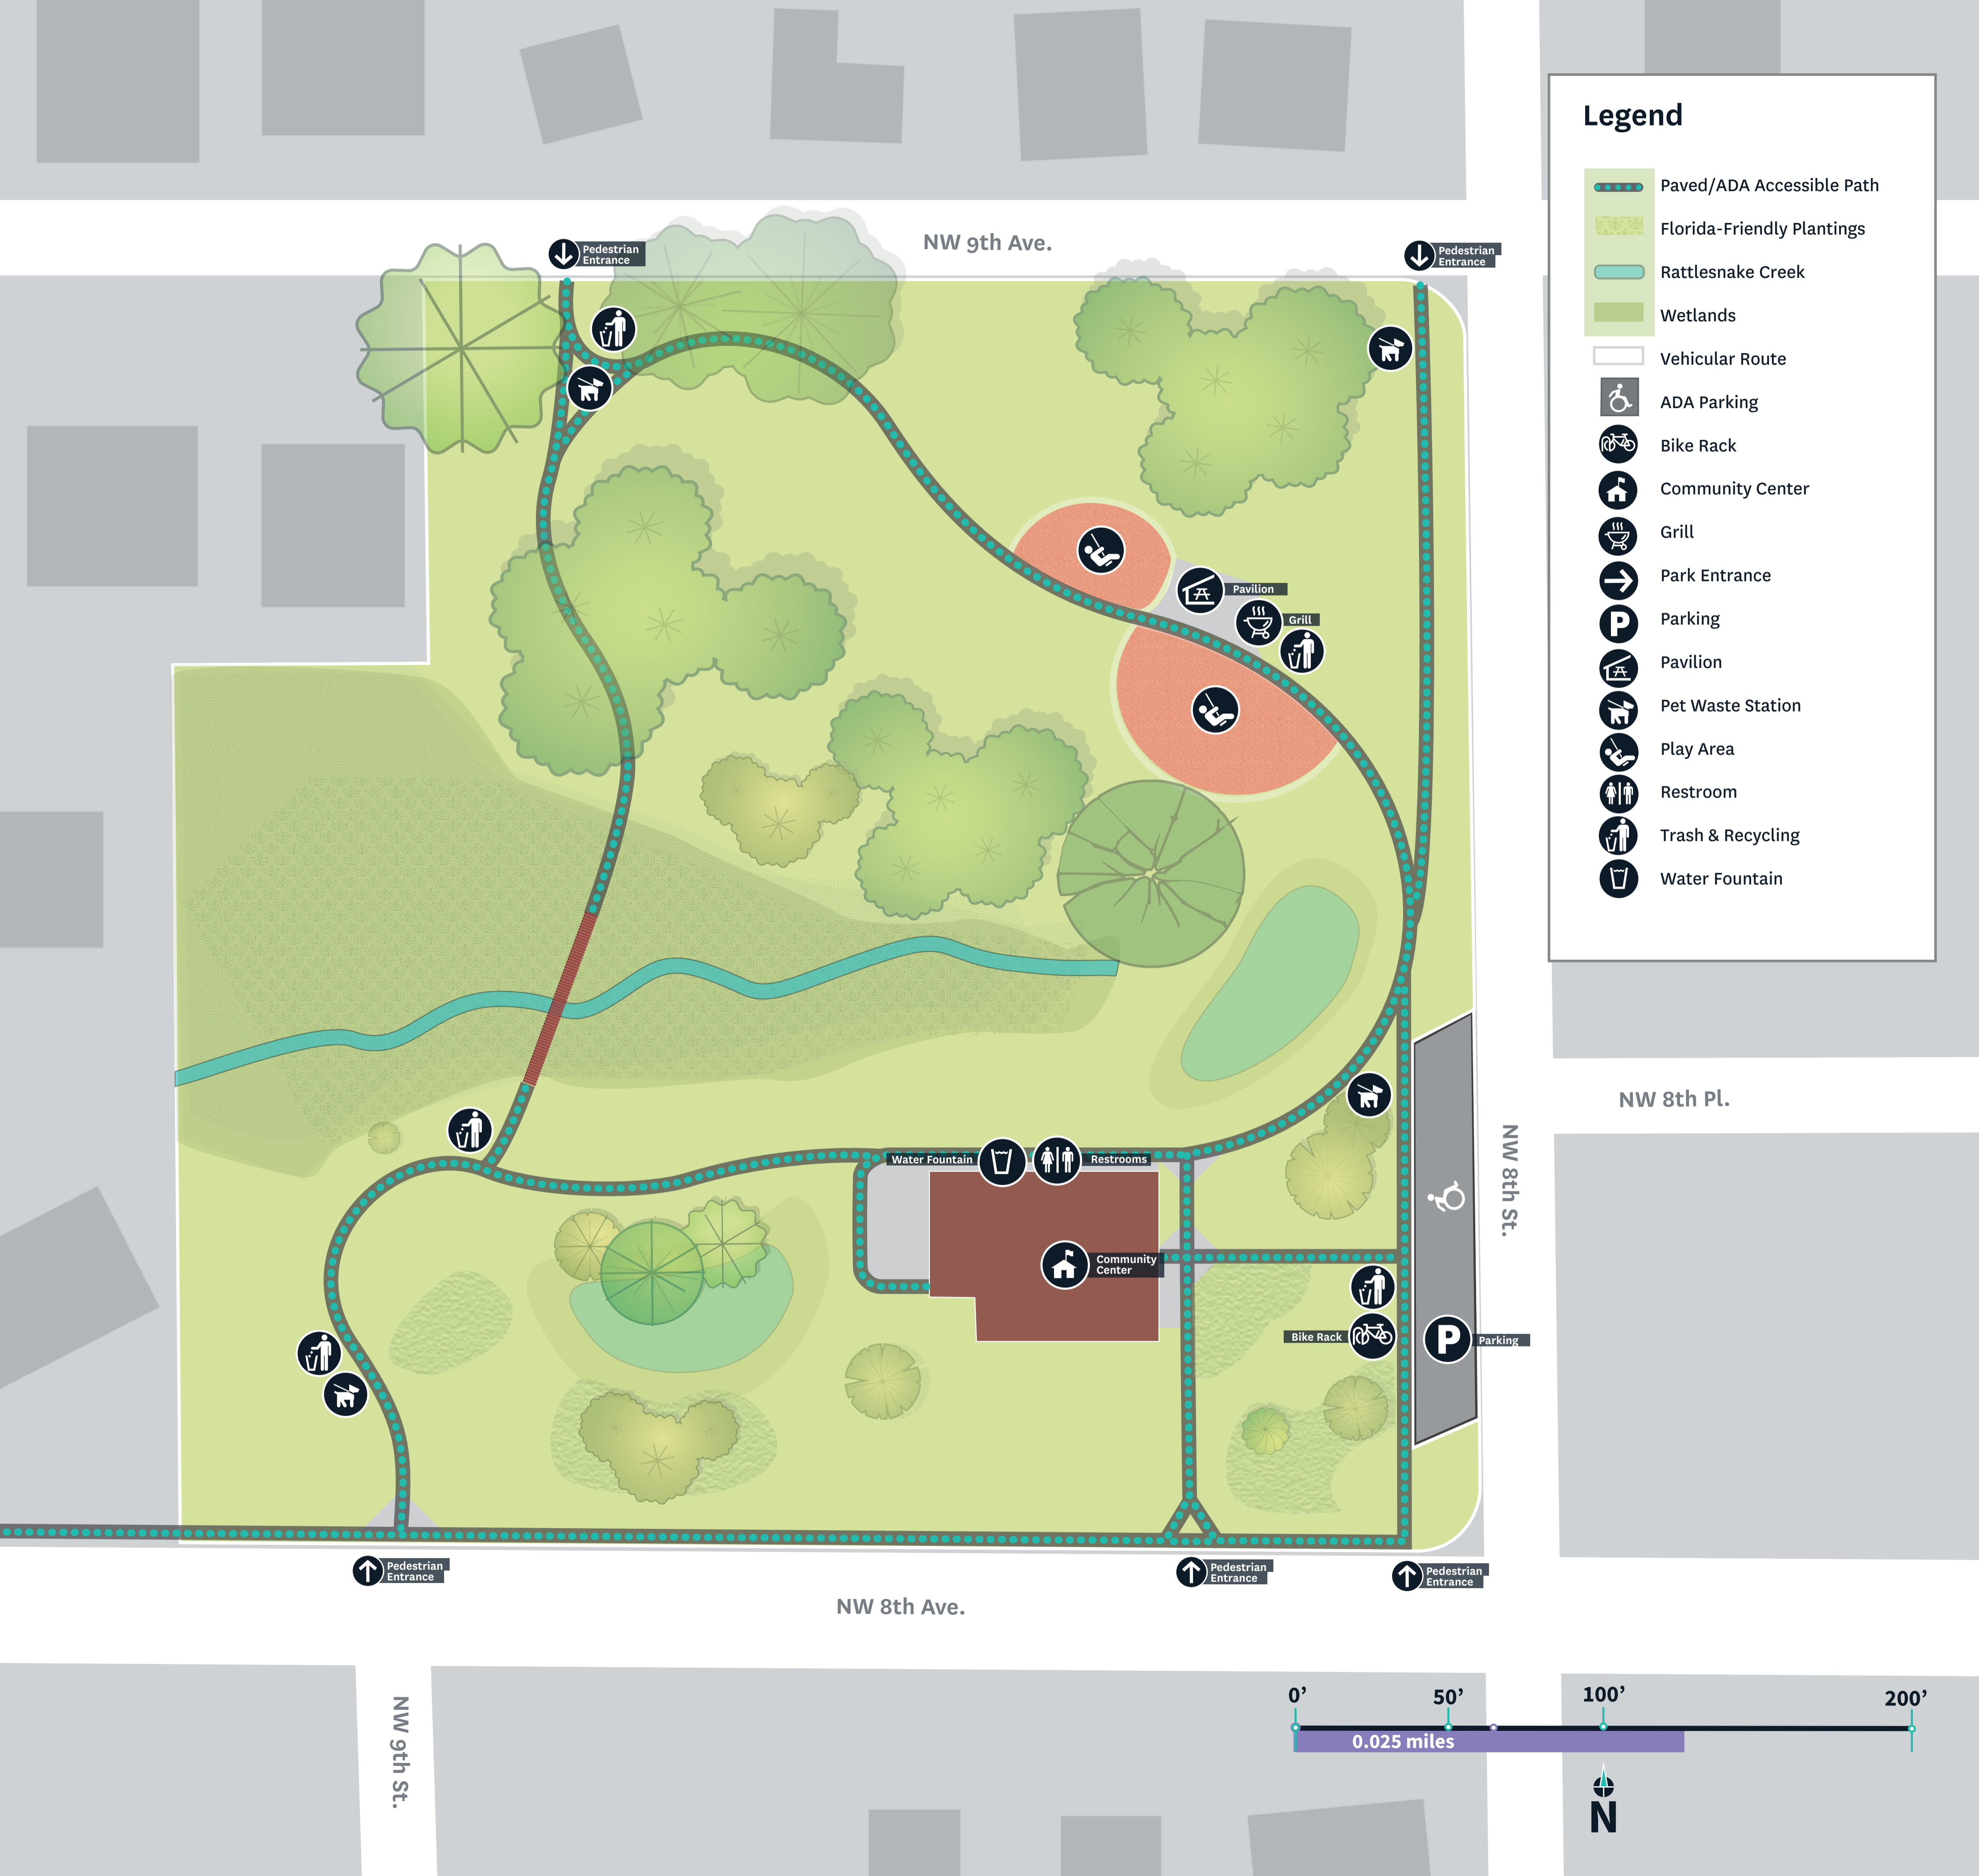 Legend
Paved/ADA Accessible Path
Florida-Friendly Plantings
Rattlesnake Creek
Wetlands
Vehicular Route
ADA Parking
Bike Rack
Community Center
Grill
Park Entrance
P
Parking
Pavilion
Pet Waste Station
Play Area
Restroom
Trash & Recycling
Water Fountain
NW 9th Ave.
Pedestrian
Entrance
Pedestrian
Entrance
Pavilion
Grill
NW 8th Pl.
NW 8th St.
Water Fountain
Restrooms
Community
Center
Bike Rack
P
Parking
Pedestrian
Entrance
Pedestrian
Entrance
Pedestrian
Entrance
NW 8th Ave.
NW 9th St.
0’
50’
100’
200’
0.025 miles
N